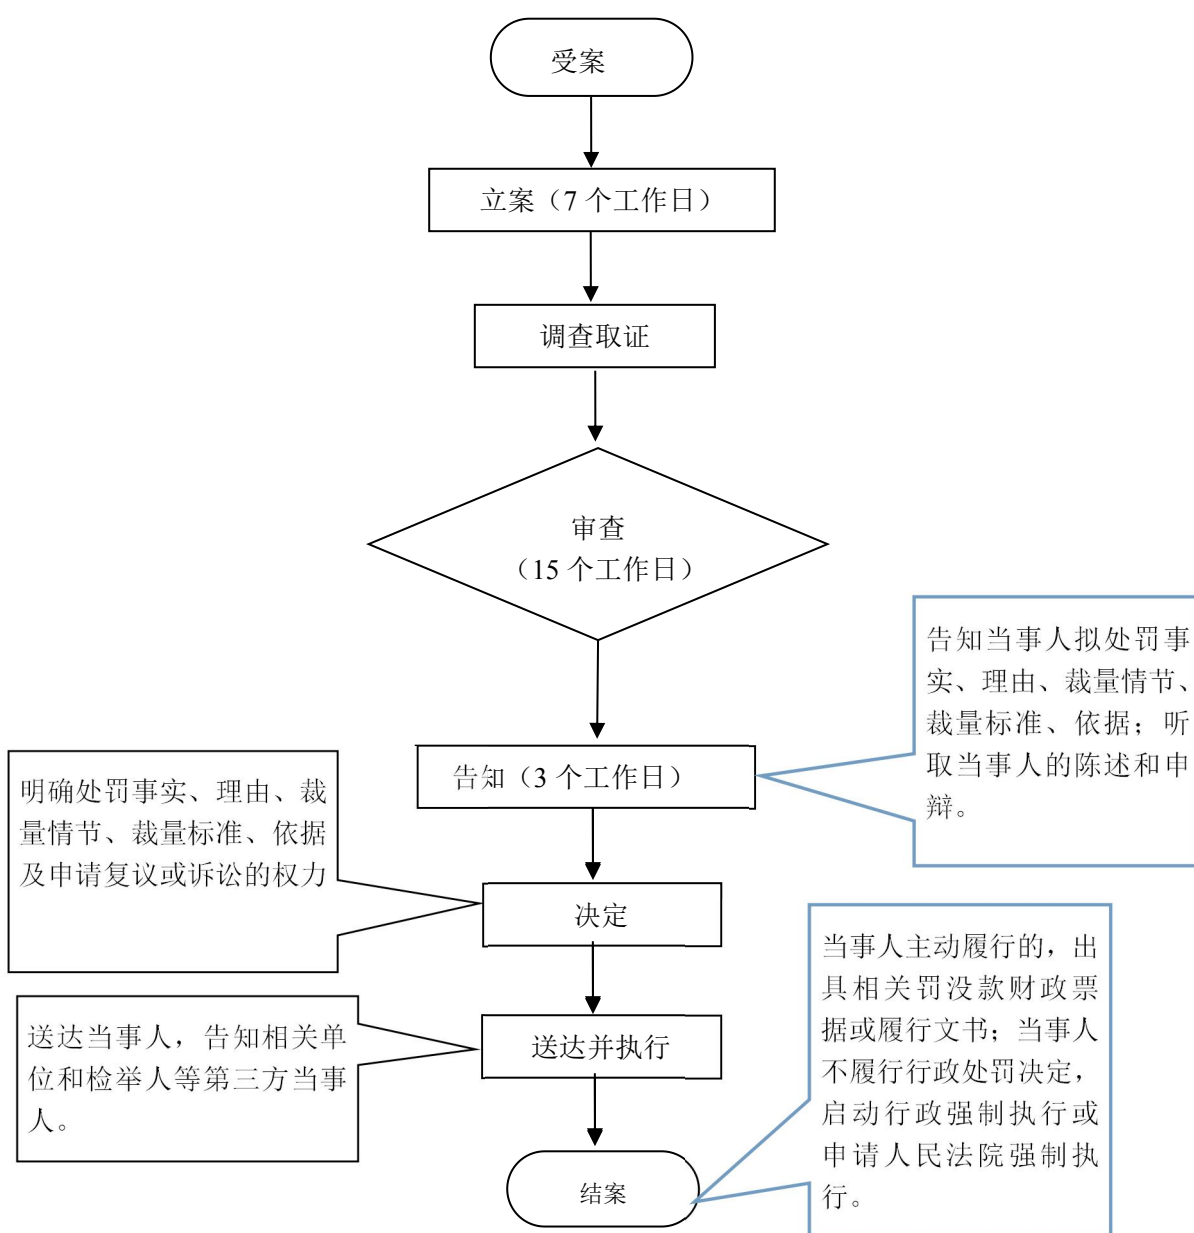 受案
立案（7 个工作日）
调查取证
审查
（15 个工作日）
告知当事人拟处罚事
实、理由、裁量情节、
裁量标准、依据；听
取当事人的陈述和申
辩。
告知（3 个工作日）
明确处罚事实、理由、裁
量情节、裁量标准、依据
及申请复议或诉讼的权力
决定
当事人主动履行的，出
具相关罚没款财政票
据或履行文书；当事人
不履行行政处罚决定，
启动行政强制执行或
申请人民法院强制执
行。
送达当事人，告知相关单
位和检举人等第三方当事
人。
送达并执行
结案